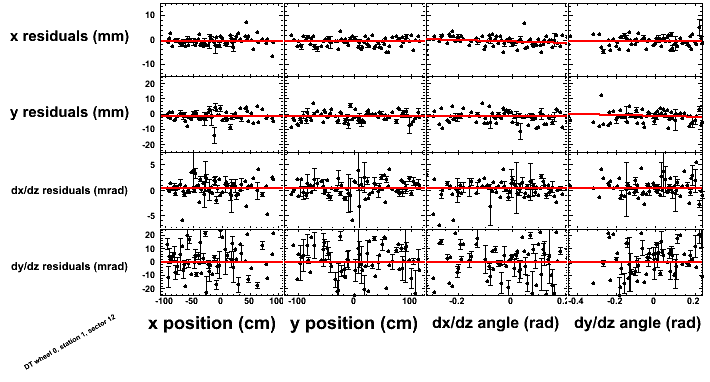 x residuals (mm)
10
0
-10
y residuals (mm)
20
10
0
-10
-20
dx/dz residuals (mrad)
5
0
-5
dy/dz residuals (mrad)
20
10
0
-10
-20
-100 -50 0 50 100 -100 0 100 -0.2 0 0.2 -0.4 -0.2 0 0.2
x position (cm) y position (cm) dx/dz angle (rad) dy/dz angle (rad)
DT wheel 0, station 1, sector 12